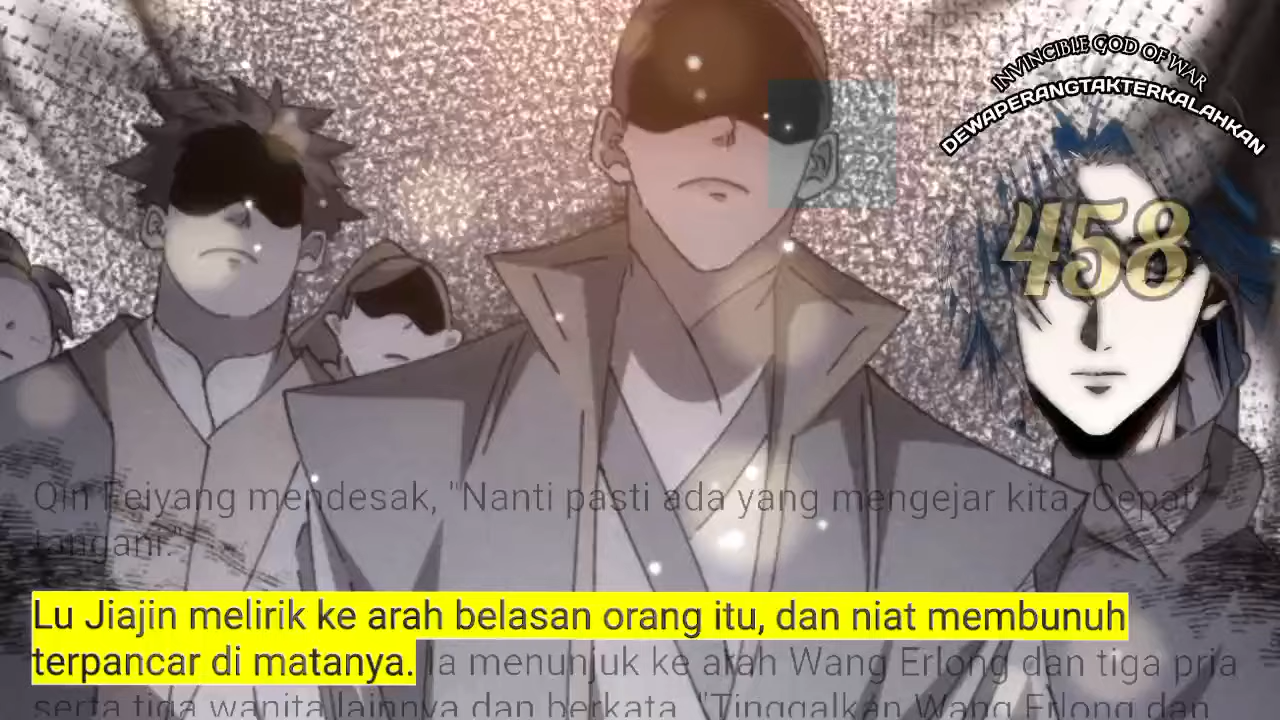 INVINCIBLE GOD OF WAR
DEWAPERANGTAKTERKALAHKAN
458
Qin Feiyang mendesak, "Nanti pasti ada yang mengejar kita. Cepat
tangani."
Lu Jiajin melirik ke arah belasan orang itu, dan niat membunuh
terpancar di matanya. Ia menunjuk ke arah Wang Erlong dan tiga pria
serta tiga wanita lainnya dan berkata, "Tinggalkan Wang Erlong dan